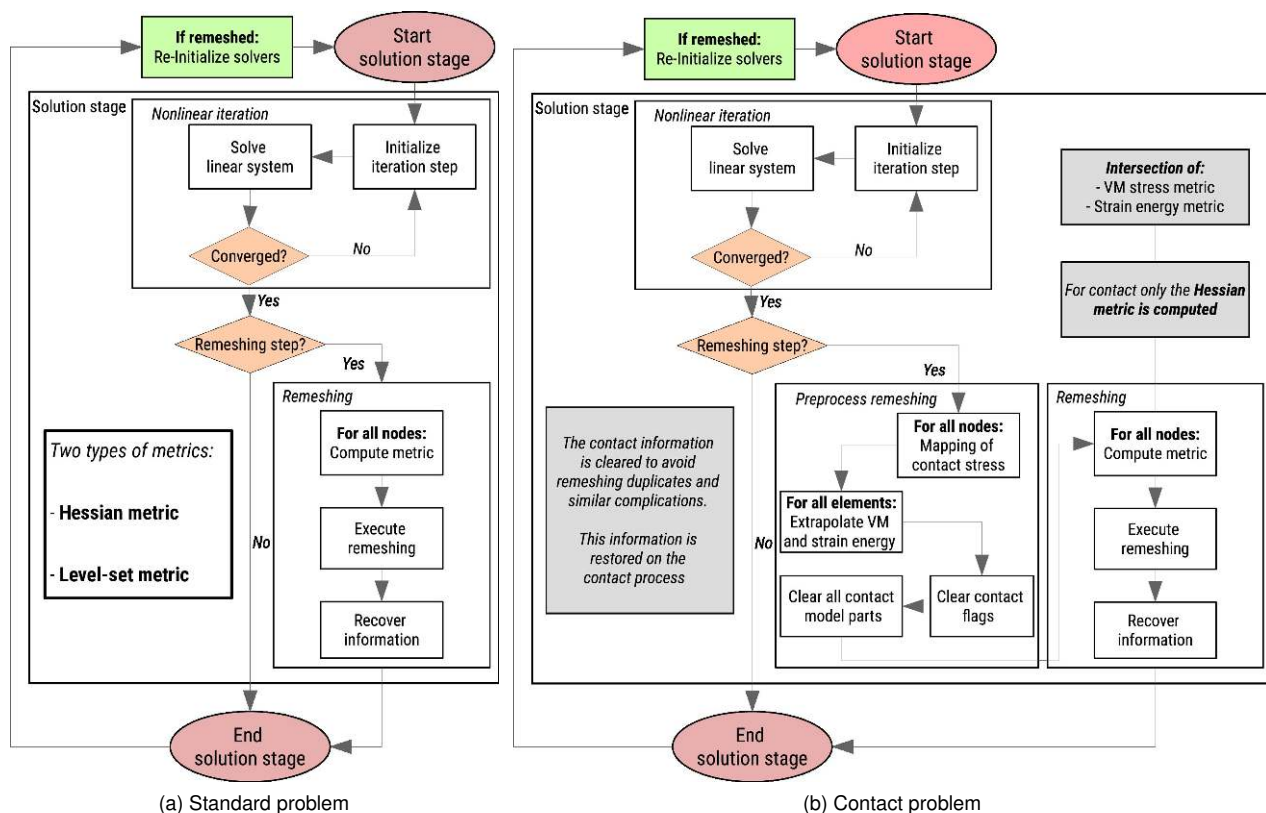 If remeshed:
Re-Initialize solvers
Start
solution stage
Solution stage
Nonlinear iteration
Solve
linear system
Initialize
iteration step
Converged?
No
Yes
Remeshing step?
Yes
No
Remeshing
For all nodes:
Compute metric
Execute
remeshing
Recover
information
Two types of metrics:
- Hessian metric
- Level-set metric
End
solution stage
(a) Standard problem
If remeshed:
Re-Initialize solvers
Start
solution stage
Solution stage
Nonlinear iteration
Solve
linear system
Initialize
iteration step
Converged?
No
Yes
Remeshing step?
Yes
No
Intersection of:
- VM stress metric
- Strain energy metric
For contact only the Hessian
metric is computed
The contact information
is cleared to avoid
remeshing duplicates and
similar complications.
This information is
restored on the
contact process
Preprocess remeshing
For all nodes:
Mapping of
contact stress
For all elements:
Extrapolate VM
and strain energy
Clear all contact
model parts
Clear contact
flags
Remeshing
For all nodes:
Compute metric
Execute
remeshing
Recover
information
End
solution stage
(b) Contact problem